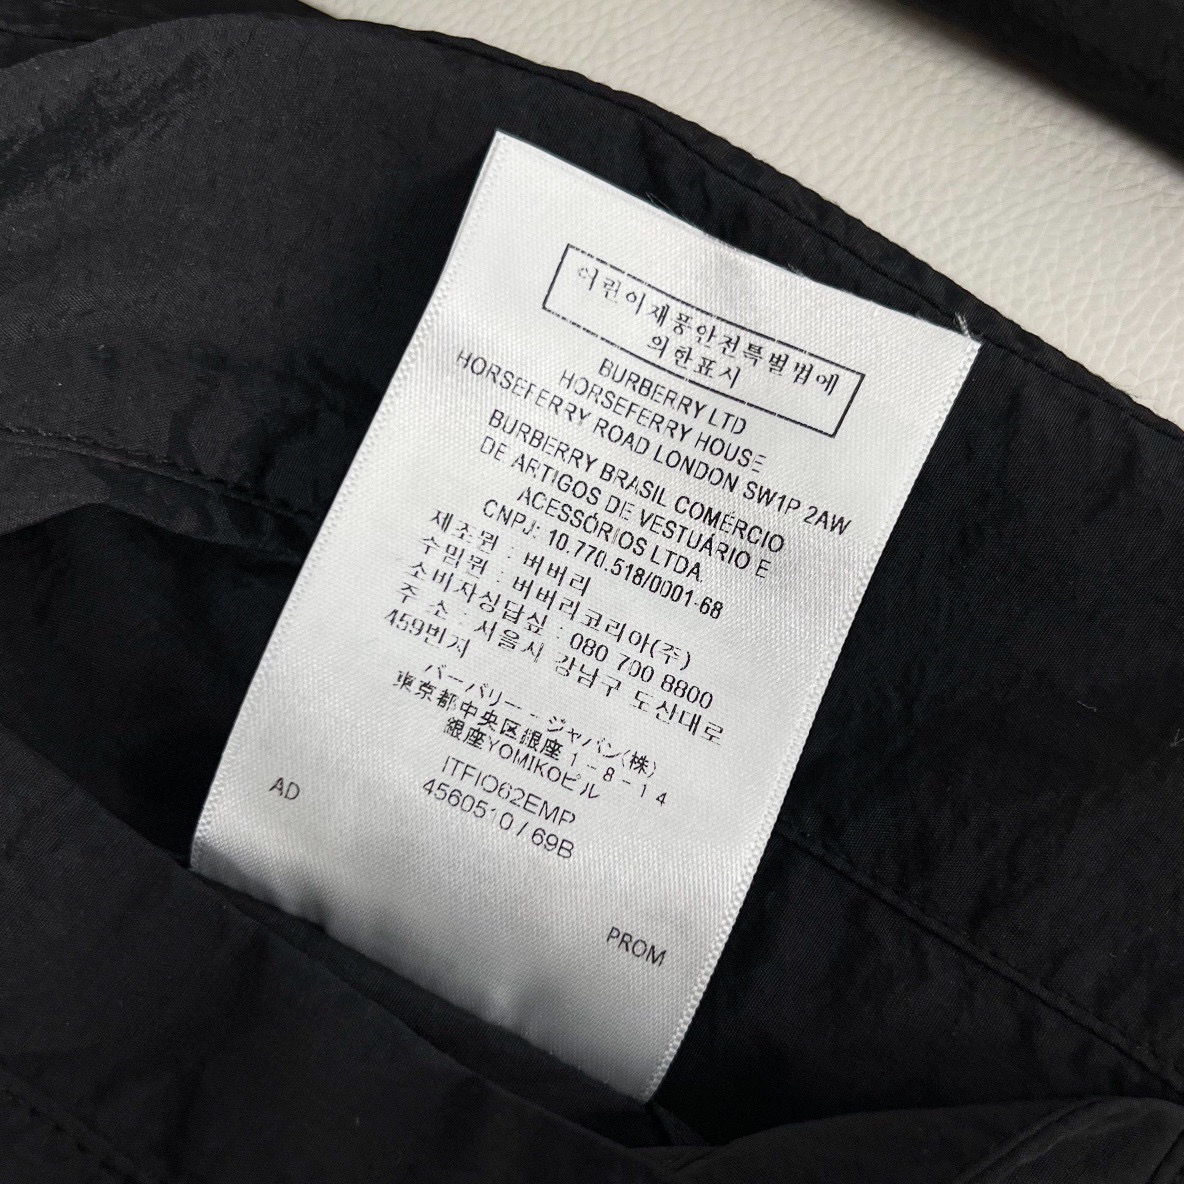 어린이제품안전특별법에
의한표시
BURBERRY LTD
HORSEFERRY HOUSE
HORSEFERRY ROAD LONDON SW1P 2AW
BURBERRY BRASIL COMÉRCIO
DE ARTIGOS DE VESTUÁRIO E
ACESSÓRIOS LTDA.
CNPJ: 10.770.518/0001-68
제조원 : 버버리
수입원 : 버버리코리아(주)
소비자상담실 : 080 700 8800
주 소 : 서울시 강남구 도산대로
459번지
バーバリー・ジャパン(株)
東京都中央区銀座1-8-14
銀座YOMIKOビル
ITFIO62EMP
4560510 / 69B
AD
PROM